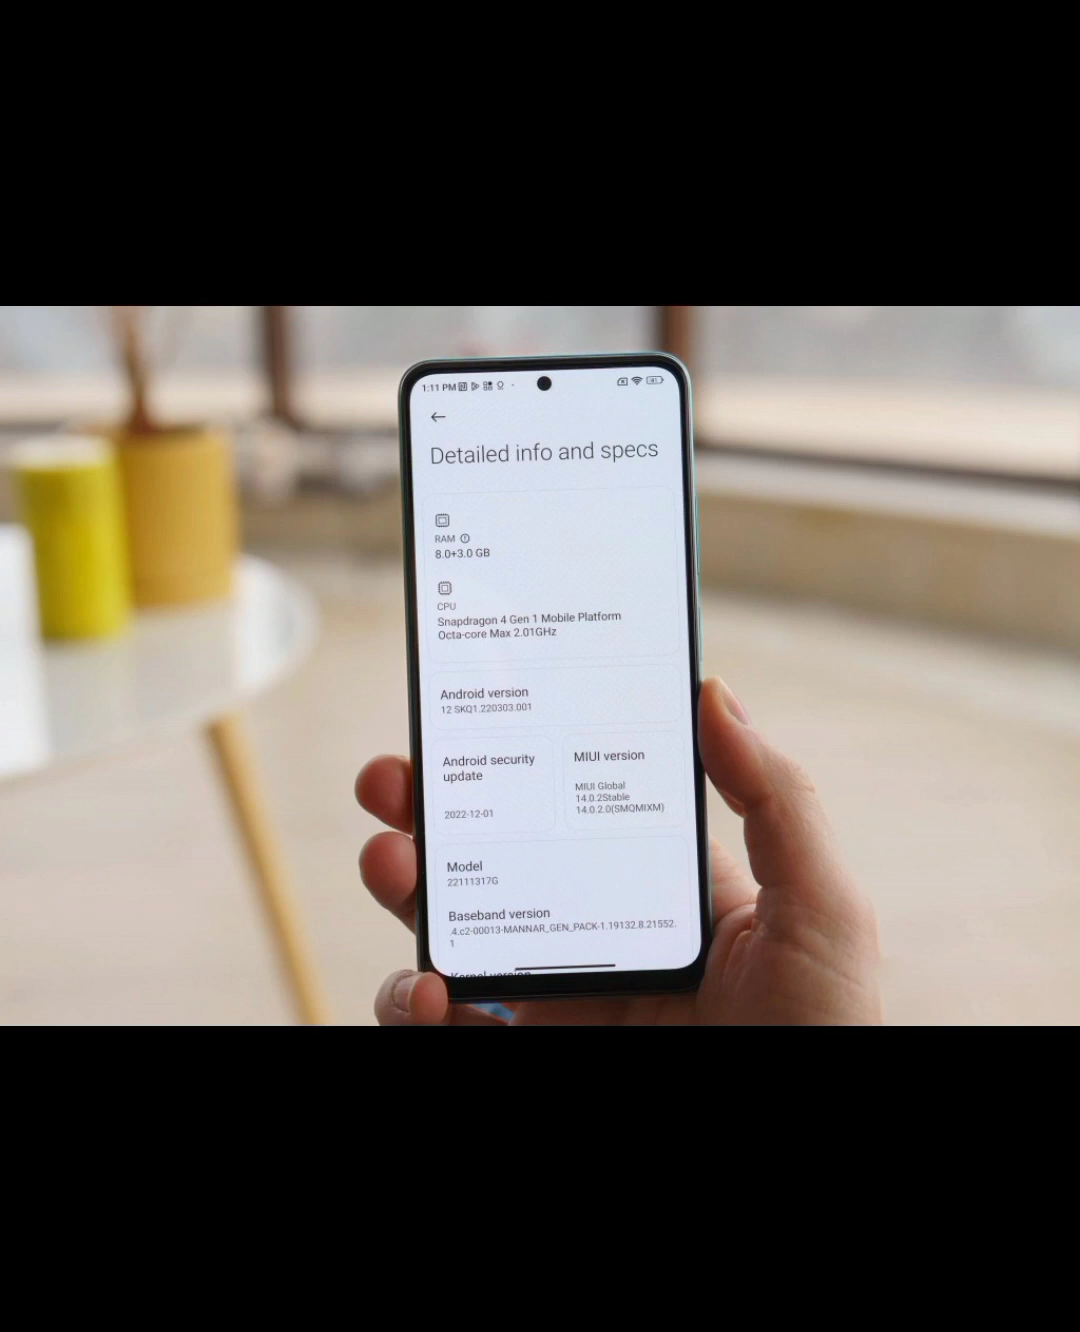 1:11 PM
Detailed info and specs
RAM
8.0+3.0 GB
CPU
Snapdragon 4 Gen 1 Mobile Platform
Octa-core Max 2.01GHz
Android version
12 SKQ1.220303.001
Android security
update
2022-12-01
MIUI version
MIUI Global
14.0.2Stable
14.0.2.0(SMQMIXM)
Model
22111317G
Baseband version
.4.c2-00013-MANNAR_GEN_PACK-1.19132.8.21552.
1
Kernel version